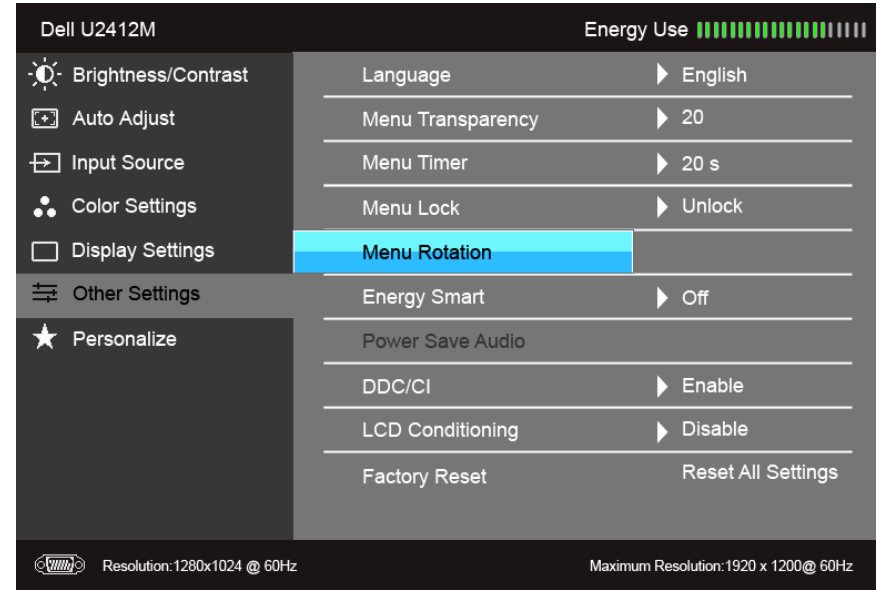 Dell U2412M Energy Use
Brightness/Contrast Language English
Auto Adjust Menu Transparency 20
Input Source Menu Timer 20 s
Color Settings Menu Lock Unlock
Display Settings Menu Rotation
Other Settings Energy Smart Off
Personalize Power Save Audio
DDC/CI Enable
LCD Conditioning Disable
Factory Reset Reset All Settings
Resolution:1280x1024 @ 60Hz Maximum Resolution:1920 x 1200@ 60Hz